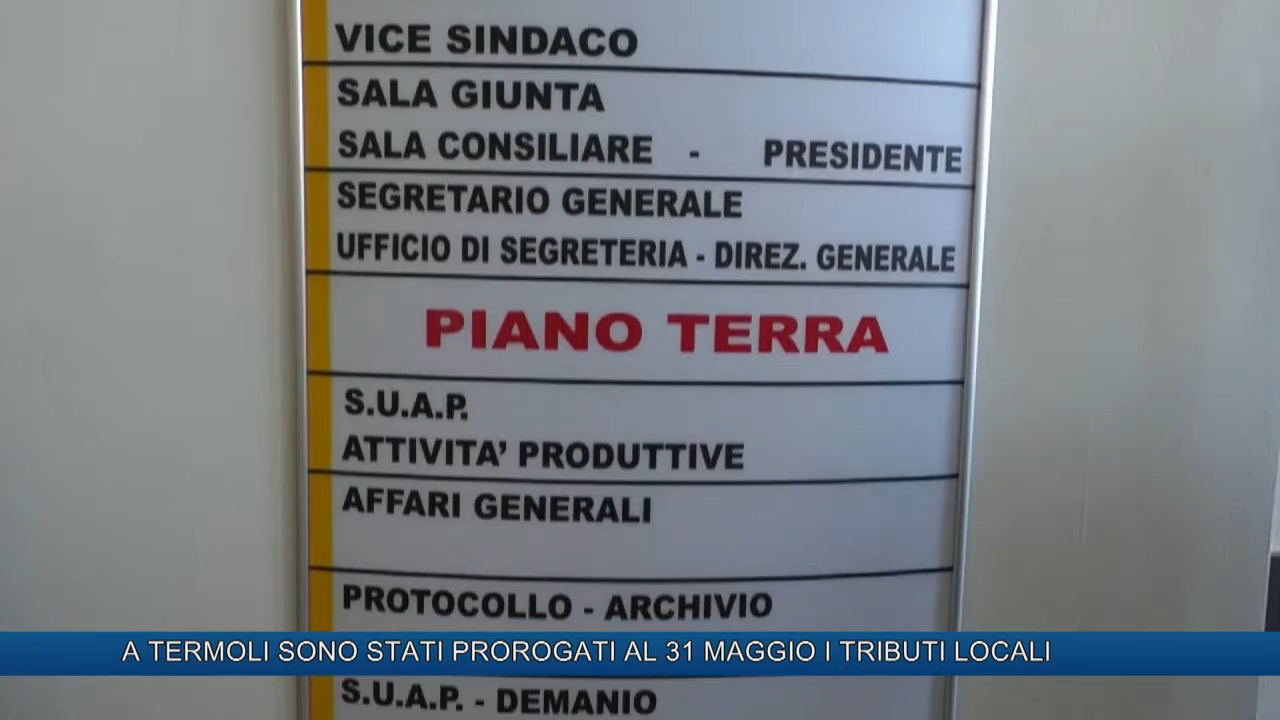 VICE SINDACO
SALA GIUNTA
SALA CONSILIARE - PRESIDENTE
SEGRETARIO GENERALE
UFFICIO DI SEGRETERIA - DIREZ. GENERALE
PIANO TERRA
S.U.A.P.
ATTIVITA' PRODUTTIVE
AFFARI GENERALI
PROTOCOLLO - ARCHIVIO
A TERMOLI SONO STATI PROROGATI AL 31 MAGGIO I TRIBUTI LOCALI
S.U.A.P. - DEMANIO